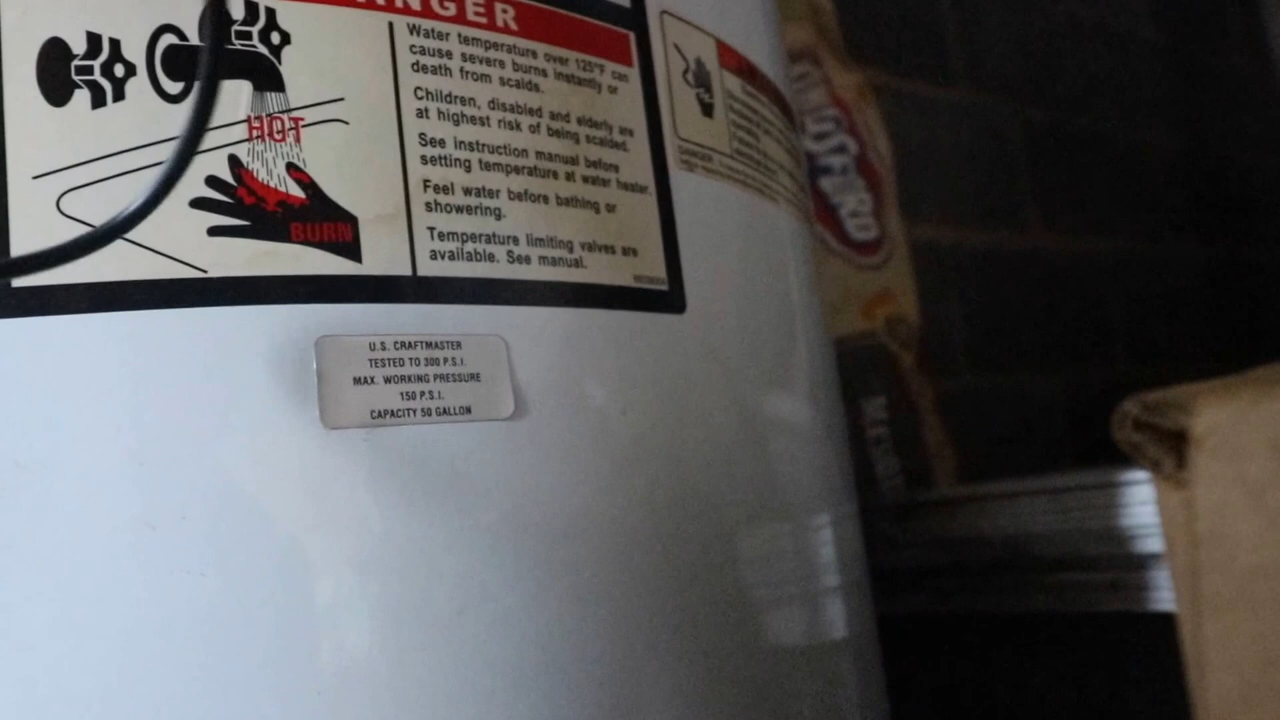 DANGER
HOT
BURN
Water temperature over 125°F can
cause severe burns instantly or
death from scalds.
Children, disabled and elderly are
at highest risk of being scalded.
See instruction manual before
setting temperature at water heater.
Feel water before bathing or
showering.
Temperature limiting valves are
available. See manual.
U.S. CRAFTMASTER
TESTED TO 300 P.S.I.
MAX. WORKING PRESSURE
150 P.S.I.
CAPACITY 50 GALLON
DANGER